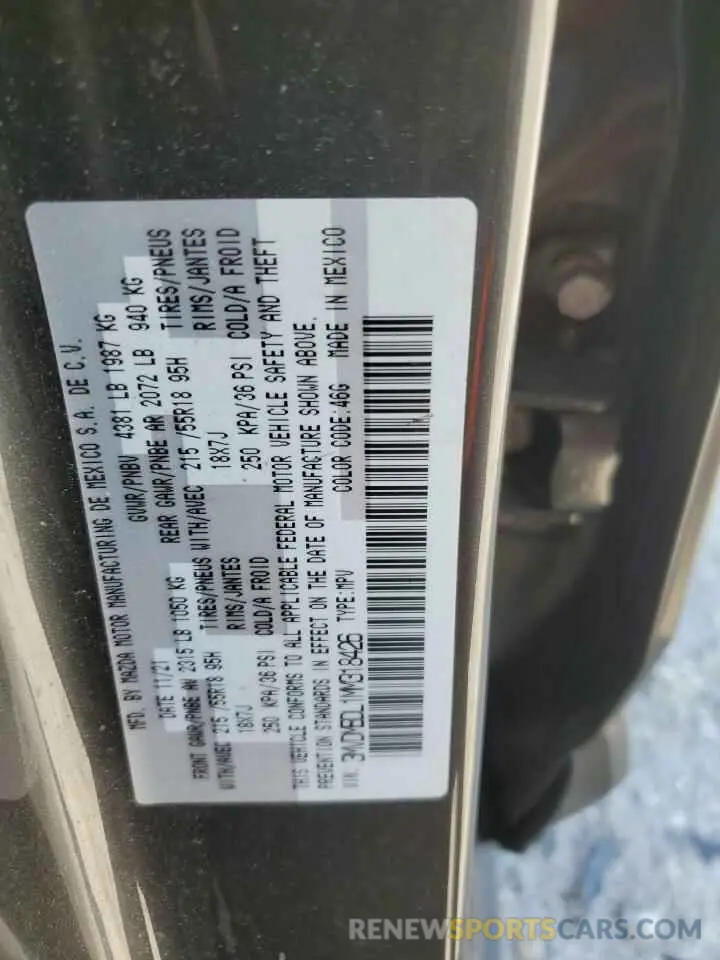 MFD. BY MAZDA MOTOR MANUFACTURING DE MEXICO S.A. DE C.V.
DATE 11/21 GVWR/PNBV 4381 LB 1987 KG
FRONT GAWR/PNBE AV 2315 LB 1050 KG REAR GAWR/PNBE AR 2072 LB 940 KG
WITH/AVEC 215 /55R18 95H TIRES/PNEUS WITH/AVEC 215 /55R18 95H TIRES/PNEUS
18X7J RIMS/JANTES 18X7J RIMS/JANTES
250 KPA/36 PSI COLD/A FROID 250 KPA/36 PSI COLD/A FROID
THIS VEHICLE CONFORMS TO ALL APPLICABLE FEDERAL MOTOR VEHICLE SAFETY AND THEFT
PREVENTION STANDARDS IN EFFECT ON THE DATE OF MANUFACTURE SHOWN ABOVE.
VIN: 3MVDMBDL1MM318426 TYPE:MPV COLOR CODE:46G MADE IN MEXICO
RENEWSPORTSCARS.COM